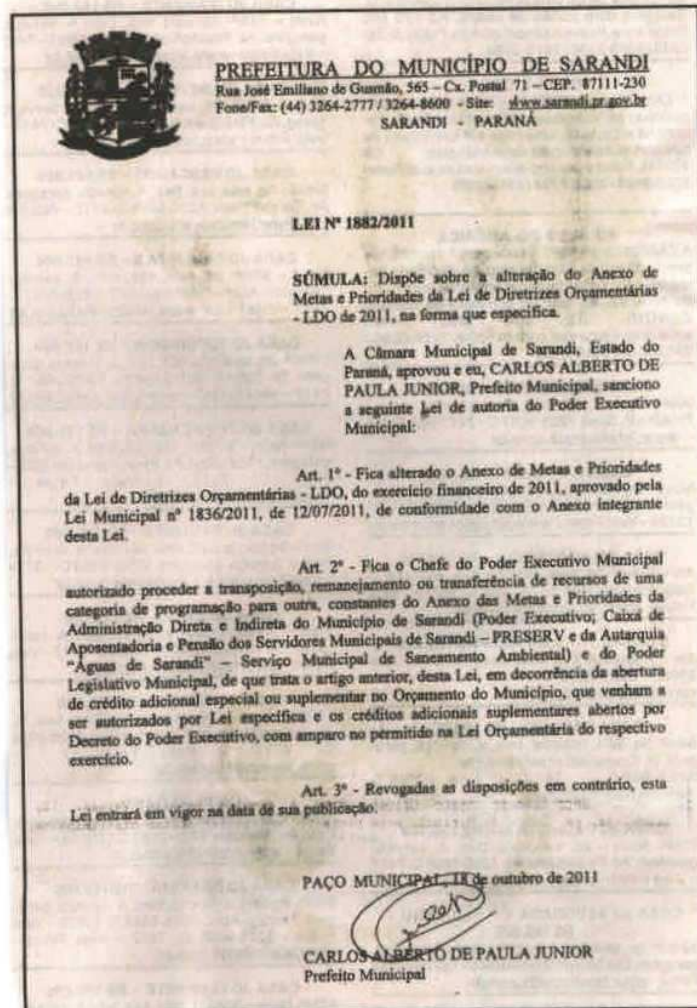 PREFEITURA DO MUNICÍPIO DE SARANDI
Rua José Emiliano de Gusmão, 565 – Cx. Postal 71 – CEP. 87111-230
Fone/Fax: (44) 3264-2777 / 3264-8600 - Site: www.sarandi.pr.gov.br
SARANDI - PARANÁ
LEI Nº 1882/2011
SÚMULA: Dispõe sobre a alteração do Anexo de
Metas e Prioridades da Lei de Diretrizes Orçamentárias
- LDO de 2011, na forma que especifica.
A Câmara Municipal de Sarandi, Estado do
Paraná, aprovou e eu, CARLOS ALBERTO DE
PAULA JUNIOR, Prefeito Municipal, sanciono
a seguinte Lei de autoria do Poder Executivo
Municipal:
Art. 1º - Fica alterado o Anexo de Metas e Prioridades
da Lei de Diretrizes Orçamentárias - LDO, do exercício financeiro de 2011, aprovado pela
Lei Municipal nº 1836/2011, de 12/07/2011, de conformidade com o Anexo integrante
desta Lei.
Art. 2º - Fica o Chefe do Poder Executivo Municipal
autorizado proceder a transposição, remanejamento ou transferência de recursos de uma
categoria de programação para outra, constantes do Anexo das Metas e Prioridades da
Administração Direta e Indireta do Município de Sarandi (Poder Executivo; Caixa de
Aposentadoria e Pensão dos Servidores Municipais de Sarandi – PRESERV e da Autarquia
"Águas de Sarandi" – Serviço Municipal de Saneamento Ambiental) e do Poder
Legislativo Municipal, de que trata o artigo anterior, desta Lei, em decorrência da abertura
de crédito adicional especial ou suplementar no Orçamento do Município, que venham a
ser autorizados por Lei específica e os créditos adicionais suplementares abertos por
Decreto do Poder Executivo, com amparo no permitido na Lei Orçamentária do respectivo
exercício.
Art. 3º - Revogadas as disposições em contrário, esta
Lei entrará em vigor na data de sua publicação.
PAÇO MUNICIPAL, 18 de outubro de 2011
CARLOS ALBERTO DE PAULA JUNIOR
Prefeito Municipal